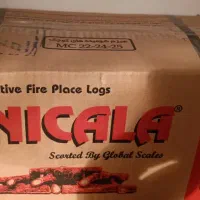 MC 22-24-25
tive Fire Place Logs
NICALA®
Scorted By Global Scales